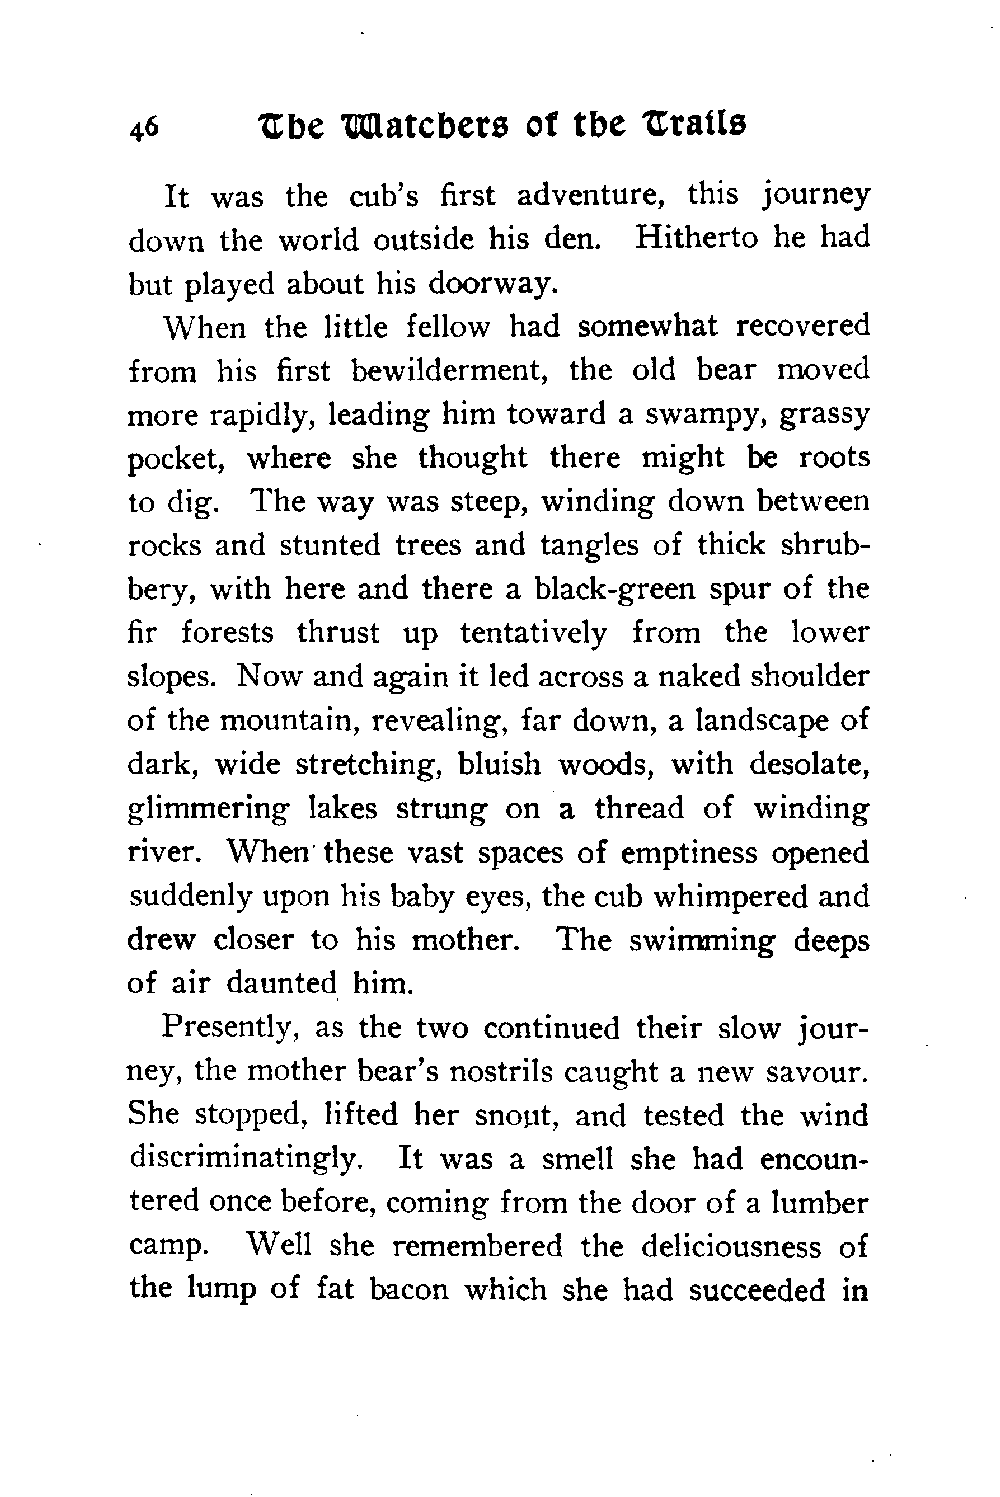 46 The Watchers of the Trails
It was the cub's first adventure, this journey
down the world outside his den. Hitherto he had
but played about his doorway.
When the little fellow had somewhat recovered
from his first bewilderment, the old bear moved
more rapidly, leading him toward a swampy, grassy
pocket, where she thought there might be roots
to dig. The way was steep, winding down between
rocks and stunted trees and tangles of thick shrub-
bery, with here and there a black-green spur of the
fir forests thrust up tentatively from the lower
slopes. Now and again it led across a naked shoulder
of the mountain, revealing, far down, a landscape of
dark, wide stretching, bluish woods, with desolate,
glimmering lakes strung on a thread of winding
river. When these vast spaces of emptiness opened
suddenly upon his baby eyes, the cub whimpered and
drew closer to his mother. The swimming deeps
of air daunted him.
Presently, as the two continued their slow jour-
ney, the mother bear's nostrils caught a new savour.
She stopped, lifted her snout, and tested the wind
discriminatingly. It was a smell she had encoun-
tered once before, coming from the door of a lumber
camp. Well she remembered the deliciousness of
the lump of fat bacon which she had succeeded in